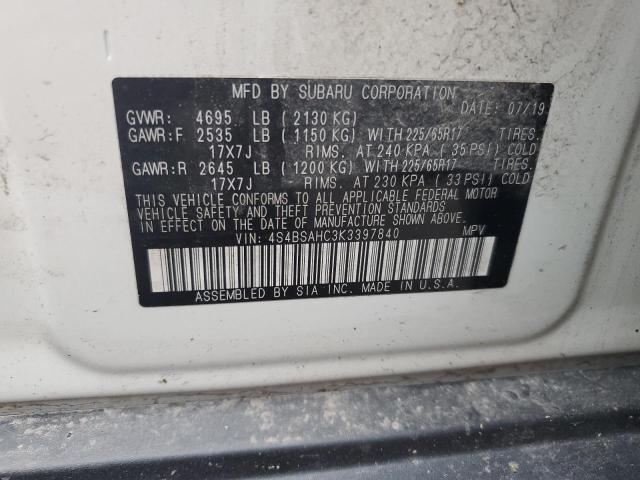 MFD BY SUBARU CORPORATION
DATE: 07/19
GVWR: 4695 LB ( 2130 KG)
GAWR:F 2535 LB ( 1150 KG) WITH 225/65R17 TIRES.
17X7J RIMS. AT 240 KPA ( 35 PSI) COLD
GAWR:R 2645 LB ( 1200 KG) WITH 225/65R17 TIRES.
17X7J RIMS. AT 230 KPA ( 33 PSI) COLD
THIS VEHICLE CONFORMS TO ALL APPLICABLE FEDERAL MOTOR
VEHICLE SAFETY AND THEFT PREVENTION STANDARDS
IN EFFECT ON THE DATE OF MANUFACTURE SHOWN ABOVE.
VIN: 4S4BSAHC3K3397840 MPV
ASSEMBLED BY SIA INC. MADE IN U.S.A.